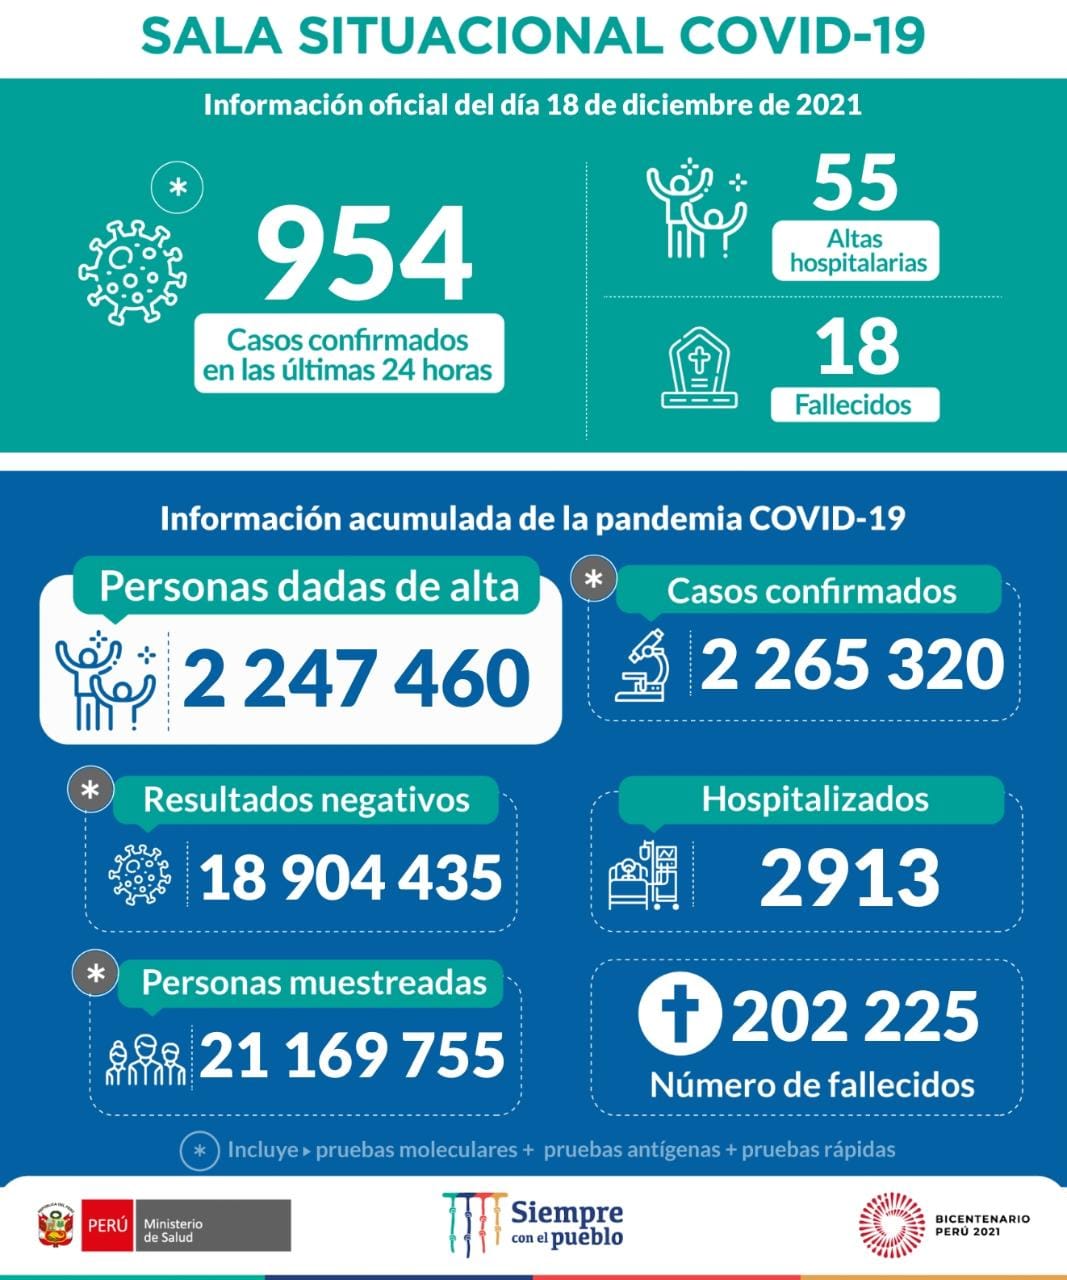 SALA SITUACIONAL COVID-19
Información oficial del día 18 de diciembre de 2021
*
954
Casos confirmados
en las últimas 24 horas
55
Altas
hospitalarias
18
Fallecidos
Información acumulada de la pandemia COVID-19
Personas dadas de alta
2 247 460
*
Casos confirmados
2 265 320
*
Resultados negativos
18 904 435
Hospitalizados
2913
*
Personas muestreadas
21 169 755
202 225
Número de fallecidos
* Incluye ▸ pruebas moleculares + pruebas antígenas + pruebas rápidas
PERÚ
Ministerio
de Salud
Siempre
con el pueblo
BICENTENARIO
PERÚ 2021